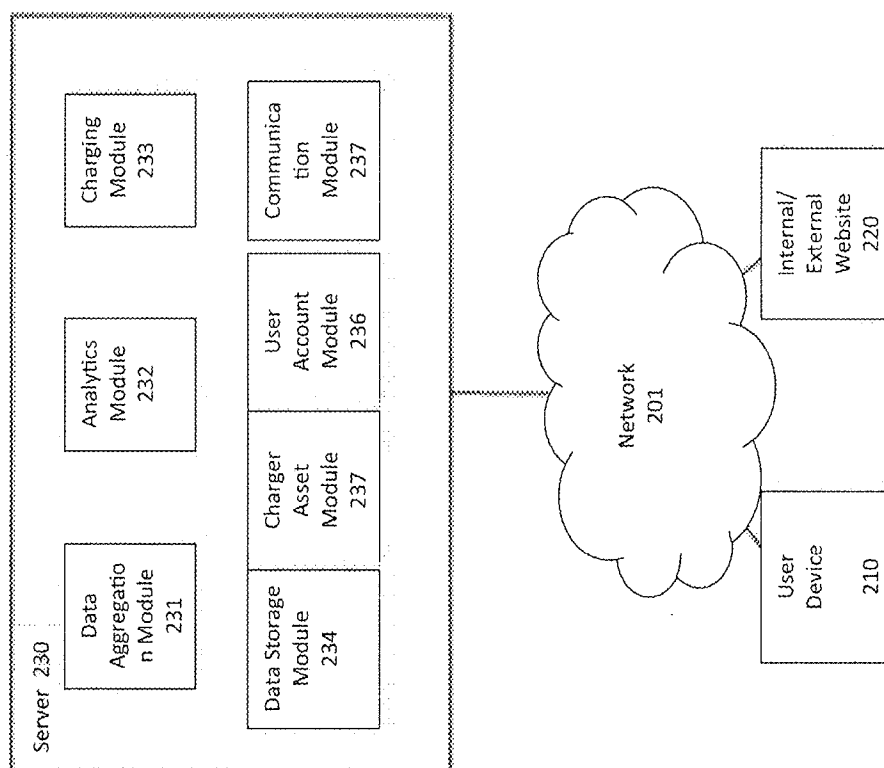 Server 230
Data
Aggregatio
n Module
231
Analytics
Module
232
Charging
Module
233
Data Storage
Module
234
Charger
Asset
Module
237
User
Account
Module
236
Communica
tion
Module
237
Network
201
User
Device
210
Internal/
External
Website
220